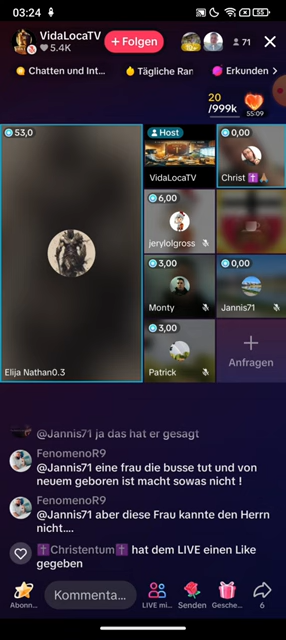 03:24
55
VidaLocaTV
5.4K
+ Folgen
71
Chatten und Int...
Tägliche Ran
Erkunden >
20
/999k
55:09
53,0
Host
0,00
VidaLocaTV
Christ ✝️🙏🏽
6,00
jerylolgross
3,00
0,00
Monty
Jannis71
3,00
Patrick
Anfragen
Elija Nathan0.3
@Jannis71 ja das hat er gesagt
FenomenoR9
@Jannis71 eine frau die busse tut und von
neuem geboren ist macht sowas nicht !
FenomenoR9
@Jannis71 aber diese Frau kannte den Herrn
nicht....
✝️Christentum✝️ hat dem LIVE einen Like
gegeben
Kommenta...
Abonn...
LIVE mi...
Senden
Gesche...
6